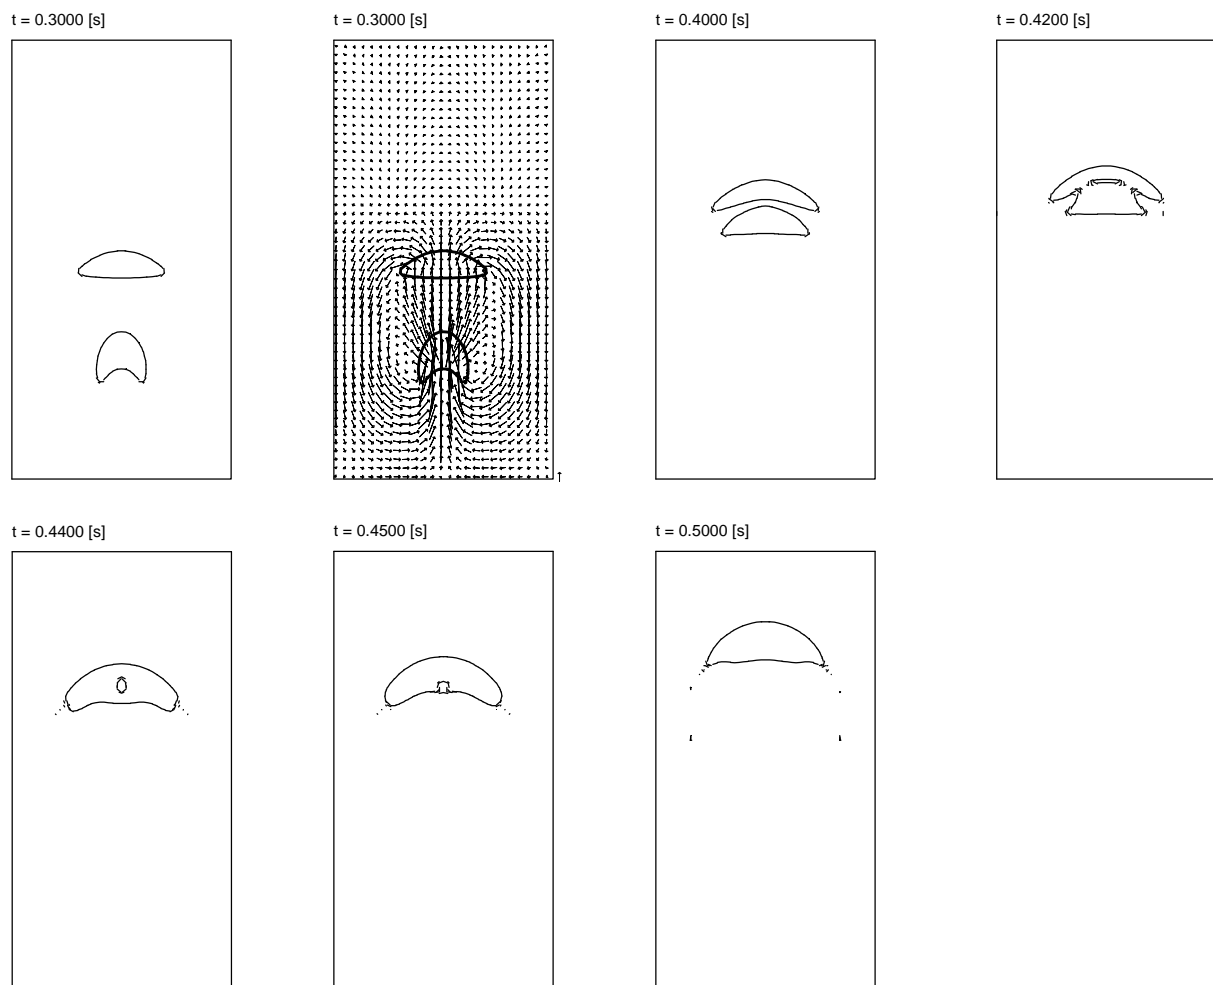 t = 0.3000 [s]
t = 0.3000 [s]
t = 0.4000 [s]
t = 0.4200 [s]
t = 0.4400 [s]
t = 0.4500 [s]
t = 0.5000 [s]